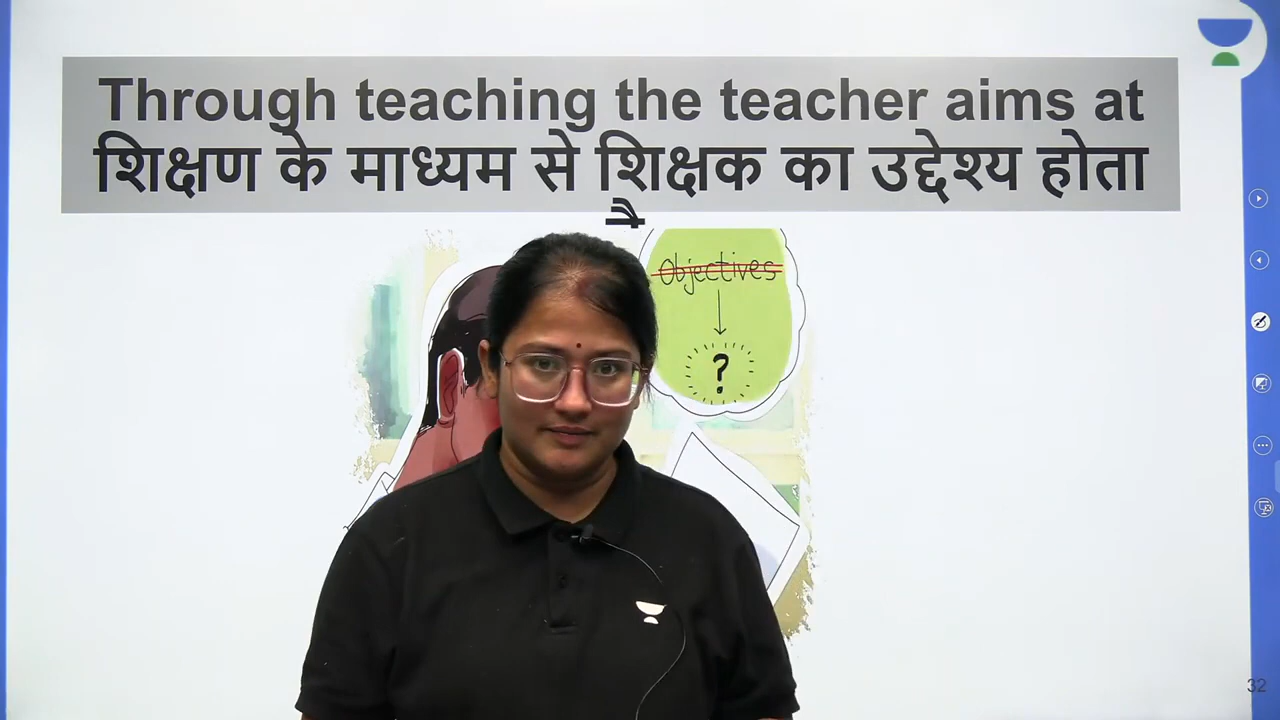 Through teaching the teacher aims at
शिक्षण के माध्यम से शिक्षक का उद्देश्य होता
है
Objectives
?
32